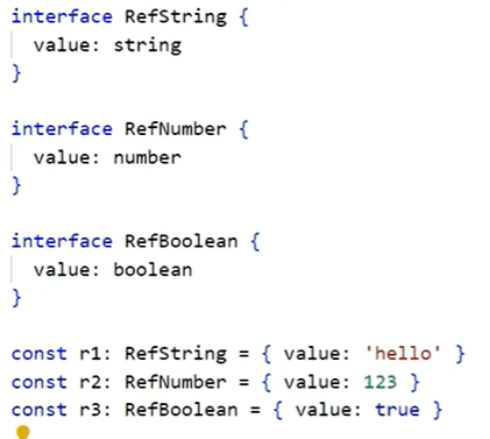 interface RefString {
  value: string
}

interface RefNumber {
  value: number
}

interface RefBoolean {
  value: boolean
}

const r1: RefString = { value: 'hello' }
const r2: RefNumber = { value: 123 }
const r3: RefBoolean = { value: true }